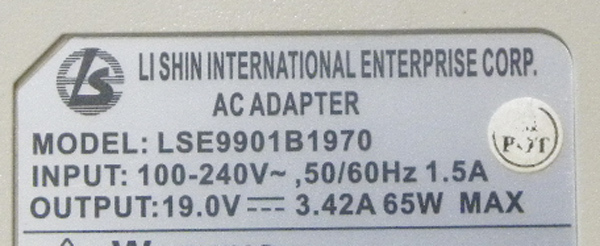 LS LI SHIN INTERNATIONAL ENTERPRISE CORP.
AC ADAPTER
MODEL: LSE9901B1970
INPUT: 100-240V~ ,50/60Hz 1.5A
OUTPUT:19.0V⎓ 3.42A 65W MAX